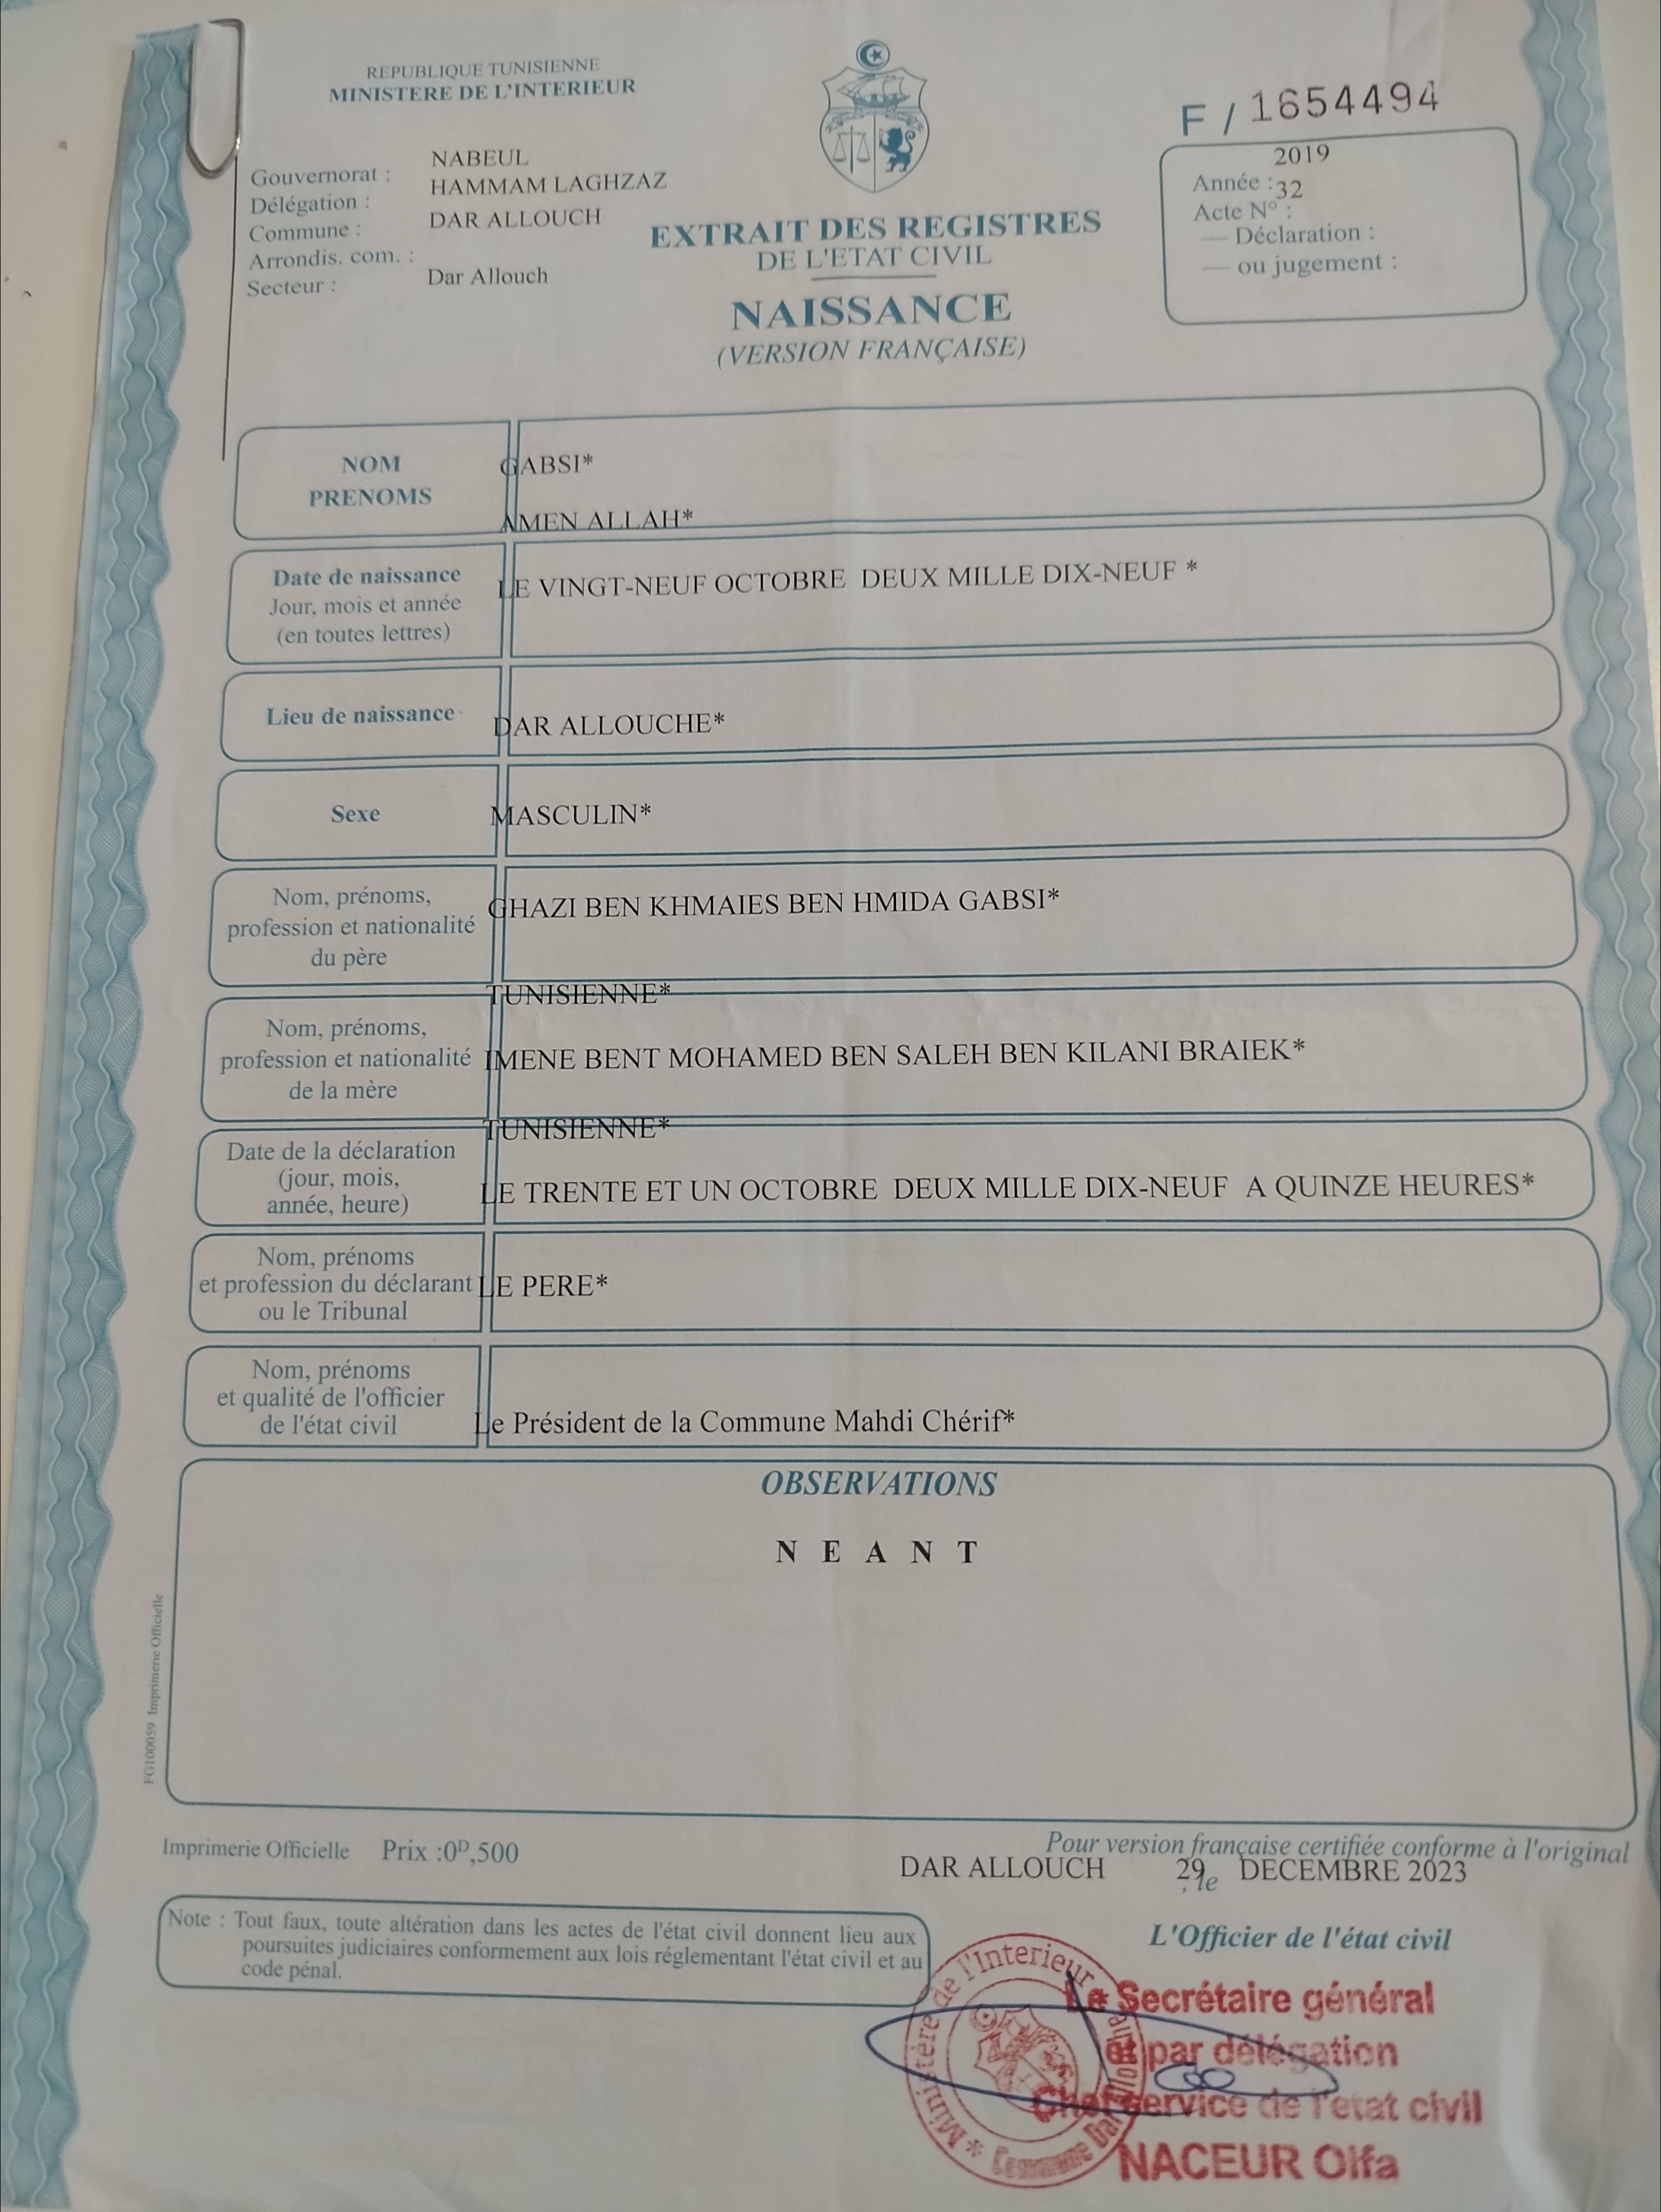 REPUBLIQUE TUNISIENNE
MINISTERE DE L'INTERIEUR
F / 1654494
Gouvernorat : NABEUL
Délégation : HAMMAM LAGHZAZ
Commune : DAR ALLOUCH
Arrondis. com. :
Secteur : Dar Allouch
EXTRAIT DES REGISTRES
DE L'ETAT CIVIL
NAISSANCE
(VERSION FRANÇAISE)
2019
Année :
32
Acte N° :
— Déclaration :
— ou jugement :
NOM
PRENOMS
GABSI*
AMEN ALLAH*
Date de naissance
Jour, mois et année
(en toutes lettres)
LE VINGT-NEUF OCTOBRE DEUX MILLE DIX-NEUF *
Lieu de naissance
DAR ALLOUCHE*
Sexe
MASCULIN*
Nom, prénoms,
profession et nationalité
du père
GHAZI BEN KHMAIES BEN HMIDA GABSI*
TUNISIENNE*
Nom, prénoms,
profession et nationalité
de la mère
IMENE BENT MOHAMED BEN SALEH BEN KILANI BRAIEK*
TUNISIENNE*
Date de la déclaration
(jour, mois,
année, heure)
LE TRENTE ET UN OCTOBRE DEUX MILLE DIX-NEUF A QUINZE HEURES*
Nom, prénoms
et profession du déclarant
ou le Tribunal
LE PERE*
Nom, prénoms
et qualité de l'officier
de l'état civil
Le Président de la Commune Mahdi Chérif*
OBSERVATIONS
N E A N T
FG100059 Imprimerie Officielle
Imprimerie Officielle Prix :0ᴰ,500
Pour version française certifiée conforme à l'original
DAR ALLOUCH , le 29 DECEMBRE 2023
Note : Tout faux, toute altération dans les actes de l'état civil donnent lieu aux
poursuites judiciaires conformement aux lois réglementant l'état civil et au
code pénal.
L'Officier de l'état civil
Le Secrétaire général
et par délégation
Chef service de l'etat civil
NACEUR Olfa
Ministère de l'Interieur
* Commune Dar Allouche